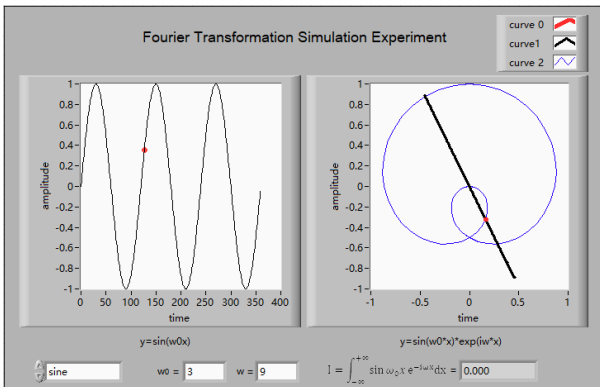 Fourier Transformation Simulation Experiment
curve 0
curve1
curve 2
amplitude
1
0.8
0.6
0.4
0.2
0
-0.2
-0.4
-0.6
-0.8
-1
0 50 100 150 200 250 300 350 400
time
y=sin(w0x)
amplitude
1
0.8
0.6
0.4
0.2
0
-0.2
-0.4
-0.6
-0.8
-1
-1 -0.5 0 0.5 1
time
y=sin(w0*x)*exp(iw*x)
sine w0 = 3 w = 9 I = ∫_{-∞}^{+∞} sin ω₀x e^{-iωx}dx = 0.000